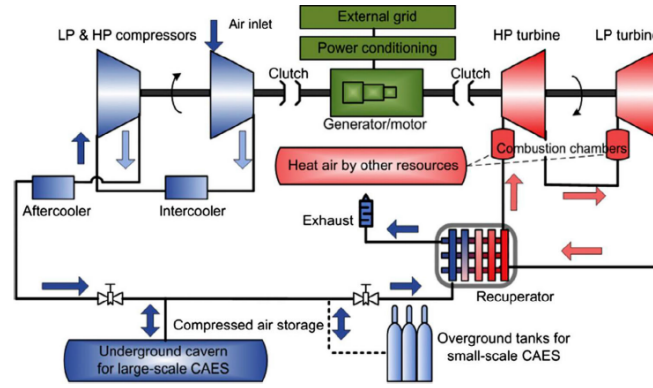 External grid
LP & HP compressors
Air inlet
HP turbine
LP turbine
Power conditioning
Clutch
Clutch
Generator/motor
Combustion chambers
Heat air by other resources
Aftercooler
Intercooler
Exhaust
Recuperator
Compressed air storage
Underground cavern
for large-scale CAES
Overground tanks for
small-scale CAES